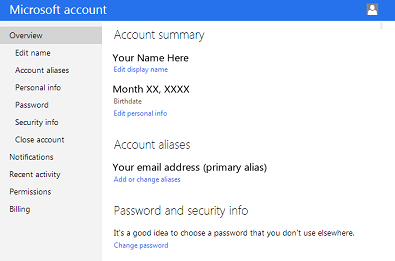 Microsoft account
Overview
Edit name
Account aliases
Personal info
Password
Security info
Close account
Notifications
Recent activity
Permissions
Billing
Account summary
Your Name Here
Edit display name
Month XX, XXXX
Birthdate
Edit personal info
Account aliases
Your email address (primary alias)
Add or change aliases
Password and security info
It's a good idea to choose a password that you don't use elsewhere.
Change password